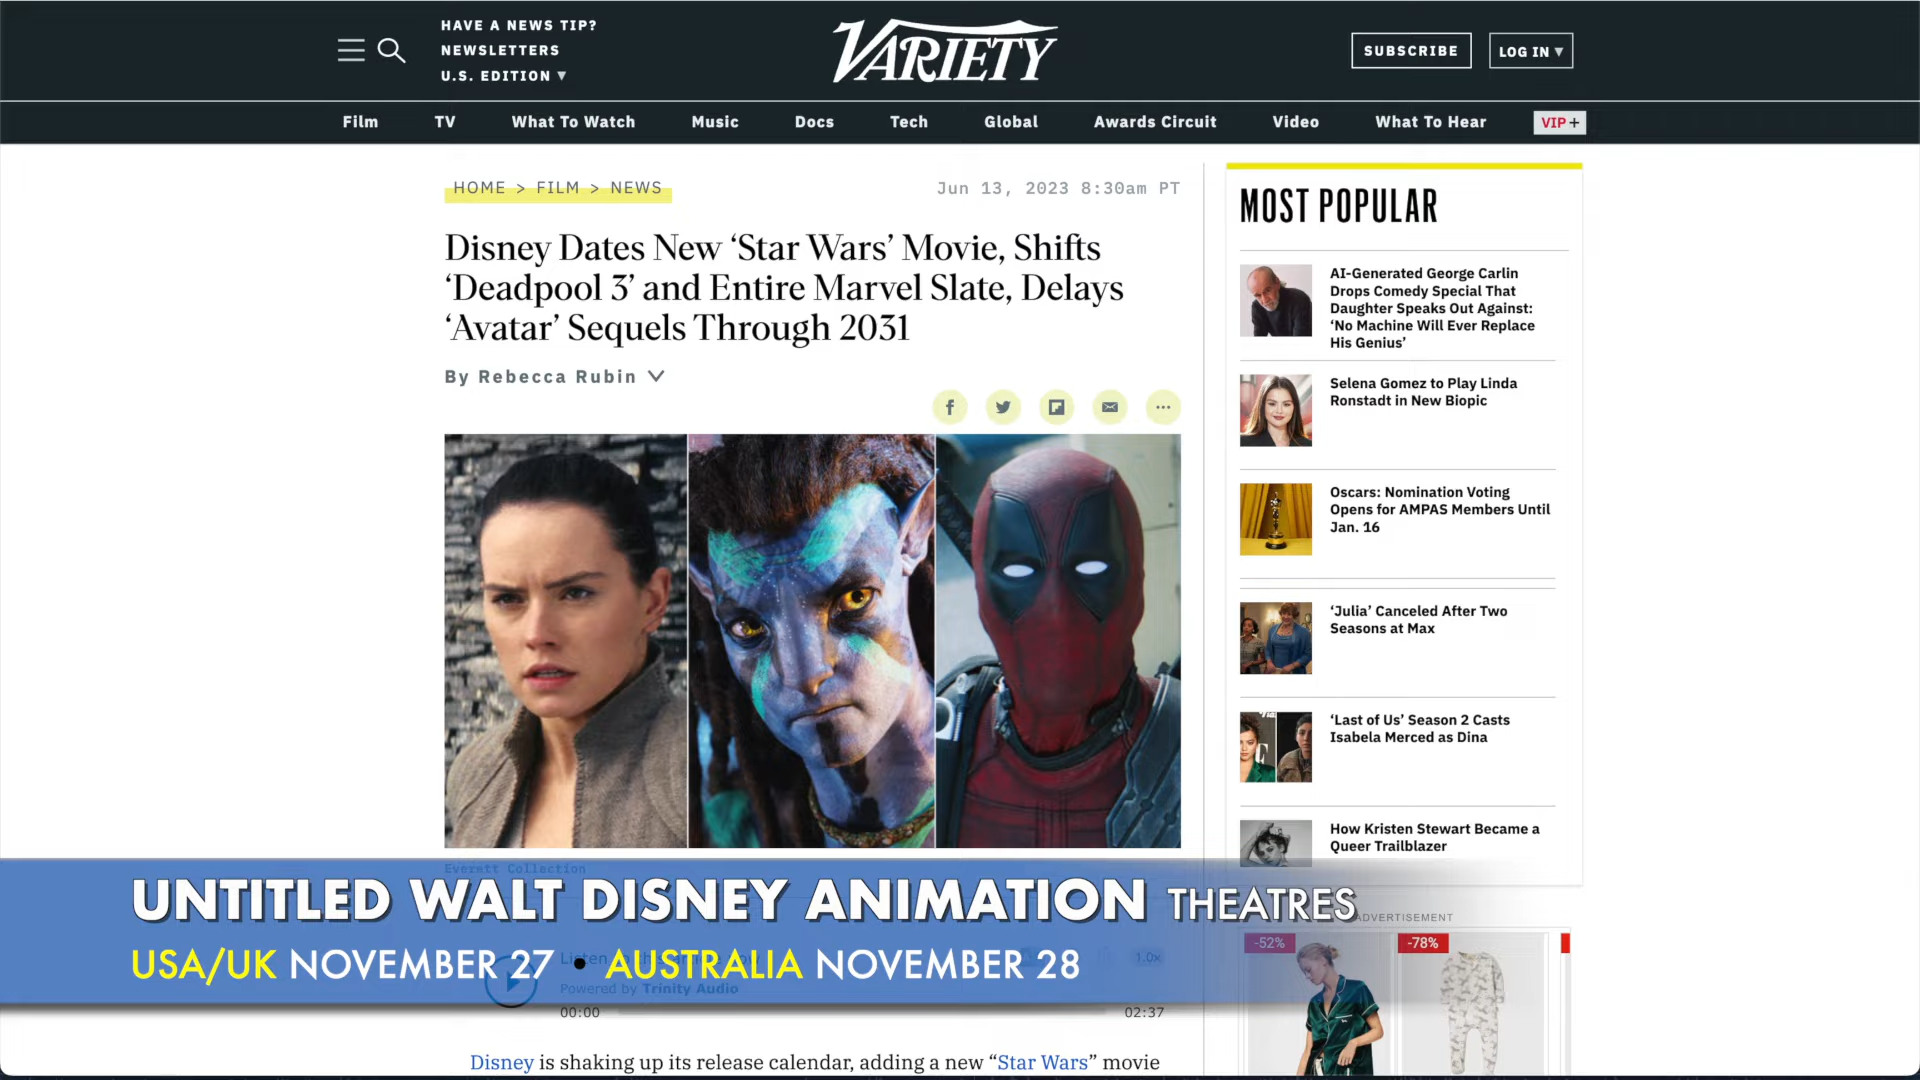 HAVE A NEWS TIP?
NEWSLETTERS
U.S. EDITION ▼
VARIETY
SUBSCRIBE
LOG IN ▼
Film TV What To Watch Music Docs Tech Global Awards Circuit Video What To Hear VIP+
HOME > FILM > NEWS
Jun 13, 2023 8:30am PT
Disney Dates New ‘Star Wars’ Movie, Shifts
‘Deadpool 3’ and Entire Marvel Slate, Delays
‘Avatar’ Sequels Through 2031
By Rebecca Rubin
Everett Collection
MOST POPULAR
AI-Generated George Carlin
Drops Comedy Special That
Daughter Speaks Out Against:
‘No Machine Will Ever Replace
His Genius’
Selena Gomez to Play Linda
Ronstadt in New Biopic
Oscars: Nomination Voting
Opens for AMPAS Members Until
Jan. 16
‘Julia’ Canceled After Two
Seasons at Max
‘Last of Us’ Season 2 Casts
Isabela Merced as Dina
How Kristen Stewart Became a
Queer Trailblazer
UNTITLED WALT DISNEY ANIMATION THEATRES
USA/UK NOVEMBER 27 • AUSTRALIA NOVEMBER 28
Listen
1.0x
Powered by Trinity Audio
00:00
02:37
ADVERTISEMENT
-52%
-78%
Disney is shaking up its release calendar, adding a new “Star Wars” movie